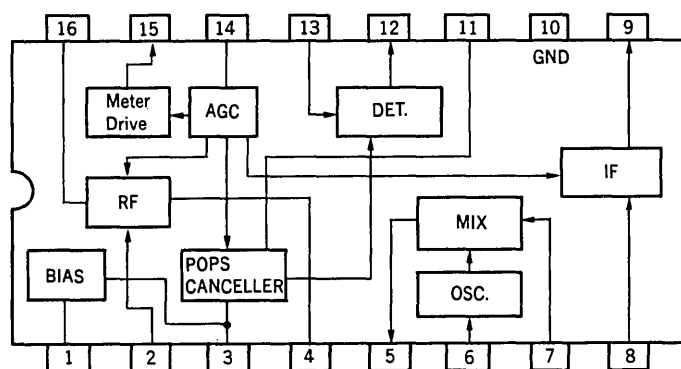 16 15 14 13 12 11 10 9
GND
Meter
Drive
AGC
DET.
IF
RF
MIX
BIAS
POPS
CANCELLER
OSC.
1 2 3 4 5 6 7 8